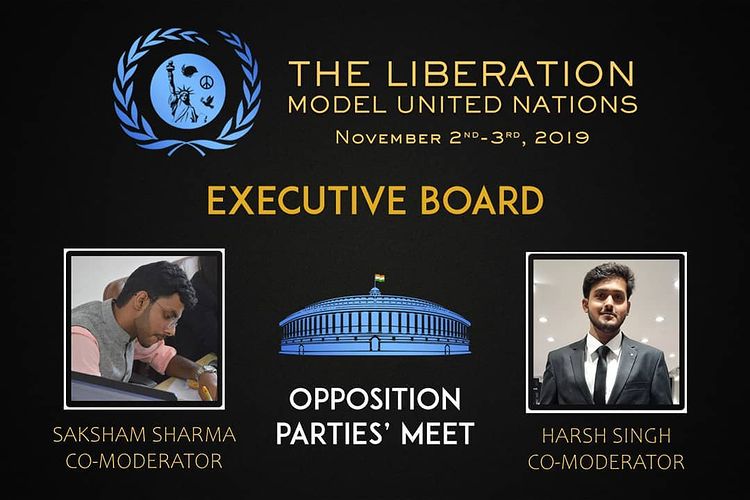 THE LIBERATION
MODEL UNITED NATIONS
NOVEMBER 2ND-3RD, 2019
EXECUTIVE BOARD
OPPOSITION
PARTIES' MEET
SAKSHAM SHARMA
CO-MODERATOR
HARSH SINGH
CO-MODERATOR